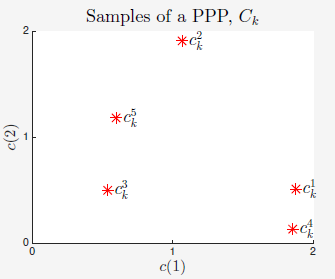 Samples of a PPP, $C_k$
2
$c_k^2$
$c_k^5$
1
c(2)
$c_k^3$
$c_k^1$
$c_k^4$
0
0
1
2
c(1)